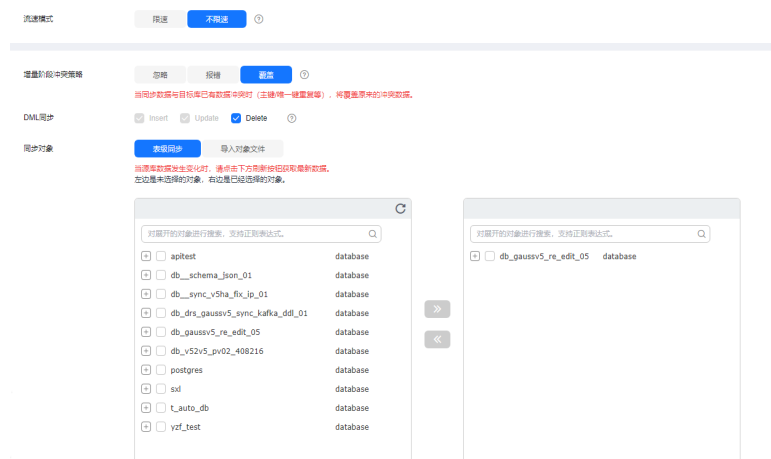 流速模式 限速 不限速
增量阶段冲突策略 忽略 报错 覆盖
当同步数据与目标库已有数据冲突时（主键/唯一键重复等），将覆盖原来的冲突数据。
DML同步 Insert Update Delete
同步对象 表级同步 导入对象文件
当源库数据发生变化时，请点击下方刷新按钮获取最新数据。
左边是未选择的对象，右边是已经选择的对象。
对展开的对象进行搜索，支持正则表达式。 对展开的对象进行搜索，支持正则表达式。
apitest database db_gaussv5_re_edit_05 database
db__schema_json_01 database
db__sync_v5ha_fix_ip_01 database
db_drs_gaussv5_sync_kafka_ddl_01 database
db_gaussv5_re_edit_05 database
db_v52v5_pv02_408216 database
postgres database
sxl database
t_auto_db database
yzf_test database